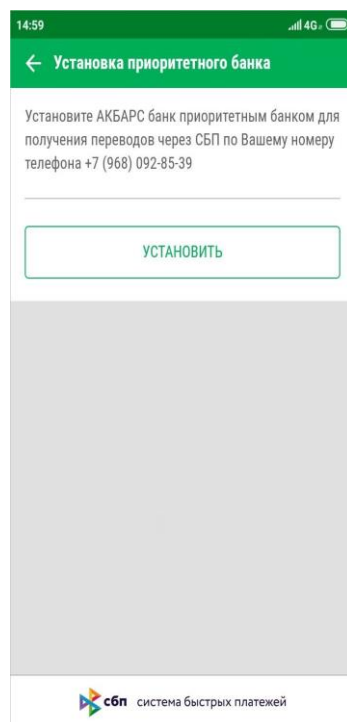 14:59 4G
Установка приоритетного банка
Установите АКБАРС банк приоритетным банком для
получения переводов через СБП по Вашему номеру
телефона +7 (968) 092-85-39
УСТАНОВИТЬ
сбп система быстрых платежей